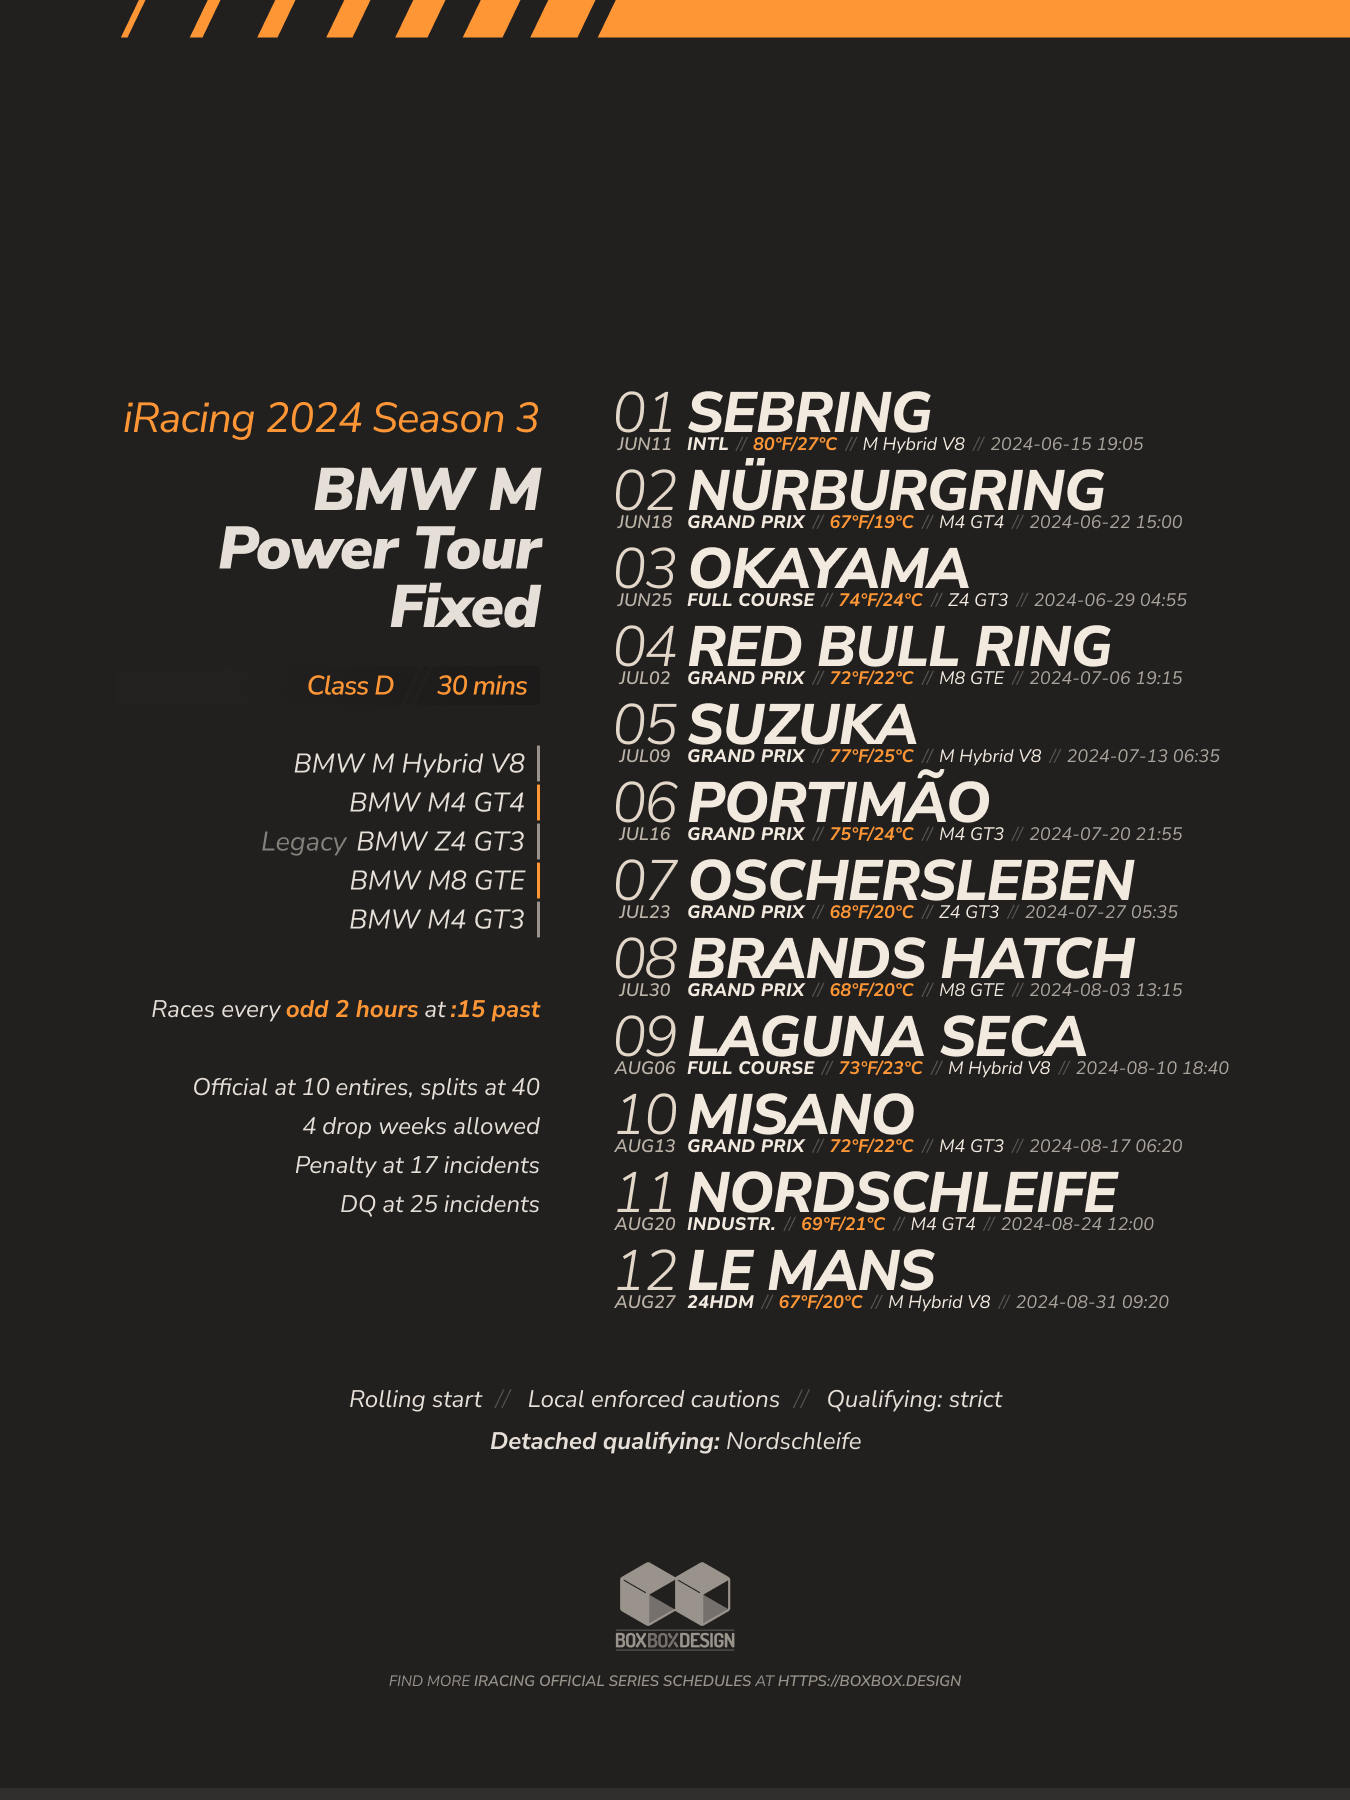 iRacing 2024 Season 3
BMW M
Power Tour
Fixed
Class D // 30 mins
BMW M Hybrid V8
BMW M4 GT4
Legacy BMW Z4 GT3
BMW M8 GTE
BMW M4 GT3
Races every odd 2 hours at :15 past
Official at 10 entires, splits at 40
4 drop weeks allowed
Penalty at 17 incidents
DQ at 25 incidents
01 SEBRING
JUN11 INTL // 80°F/27°C // M Hybrid V8 // 2024-06-15 19:05
02 NÜRBURGRING
JUN18 GRAND PRIX // 67°F/19°C // M4 GT4 // 2024-06-22 15:00
03 OKAYAMA
JUN25 FULL COURSE // 74°F/24°C // Z4 GT3 // 2024-06-29 04:55
04 RED BULL RING
JUL02 GRAND PRIX // 72°F/22°C // M8 GTE // 2024-07-06 19:15
05 SUZUKA
JUL09 GRAND PRIX // 77°F/25°C // M Hybrid V8 // 2024-07-13 06:35
06 PORTIMÃO
JUL16 GRAND PRIX // 75°F/24°C // M4 GT3 // 2024-07-20 21:55
07 OSCHERSLEBEN
JUL23 GRAND PRIX // 68°F/20°C // Z4 GT3 // 2024-07-27 05:35
08 BRANDS HATCH
JUL30 GRAND PRIX // 68°F/20°C // M8 GTE // 2024-08-03 13:15
09 LAGUNA SECA
AUG06 FULL COURSE // 73°F/23°C // M Hybrid V8 // 2024-08-10 18:40
10 MISANO
AUG13 GRAND PRIX // 72°F/22°C // M4 GT3 // 2024-08-17 06:20
11 NORDSCHLEIFE
AUG20 INDUSTR. // 69°F/21°C // M4 GT4 // 2024-08-24 12:00
12 LE MANS
AUG27 24HDM // 67°F/20°C // M Hybrid V8 // 2024-08-31 09:20
Rolling start // Local enforced cautions // Qualifying: strict
Detached qualifying: Nordschleife
BOXBOXDESIGN
FIND MORE IRACING OFFICIAL SERIES SCHEDULES AT HTTPS://BOXBOX.DESIGN